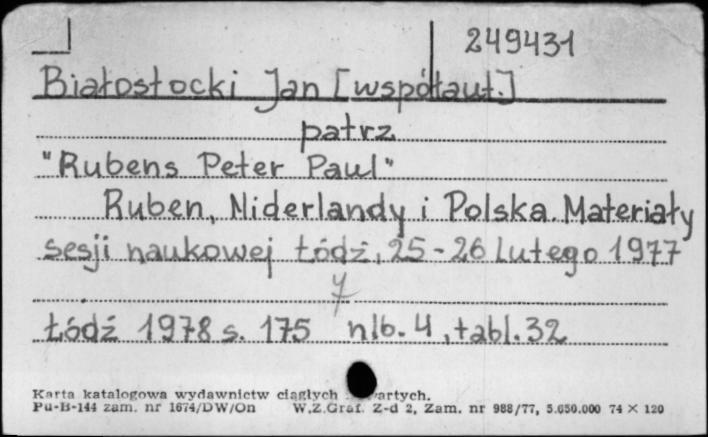 249431
Białostocki Jan [współaut.]
patrz
"Rubens Peter Paul"
Ruben, Niderlandy i Polska. Materiały
sesji naukowej Łódź, 25-26 Lutego 1977
Łódź 1978 s. 175 nlb. 4, tabl. 32
Karta katalogowa wydawnictw ciągłych
Pu-B-144 zam. nr 1674/DW/On W.Z.Graf. Z-d 2, Zam. nr 988/77, 5.650.000 74 × 120